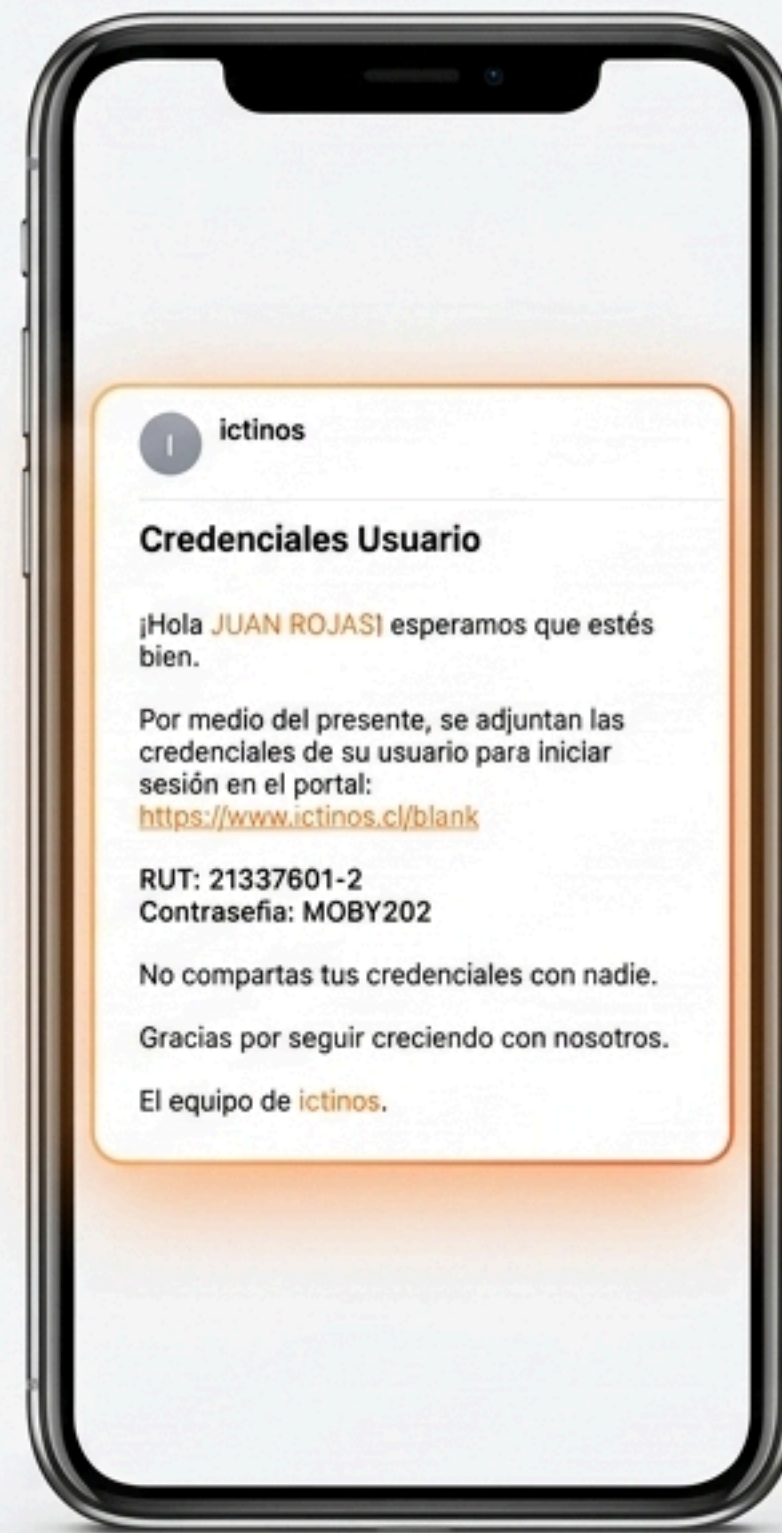 I
ictinos
Credenciales Usuario
¡Hola JUAN ROJAS! esperamos que estés
bien.
Por medio del presente, se adjuntan las
credenciales de su usuario para iniciar
sesión en el portal:
https://www.ictinos.cl/blank
RUT: 21337601-2
Contrasefia: MOBY202
No compartas tus credenciales con nadie.
Gracias por seguir creciendo con nosotros.
El equipo de ictinos.